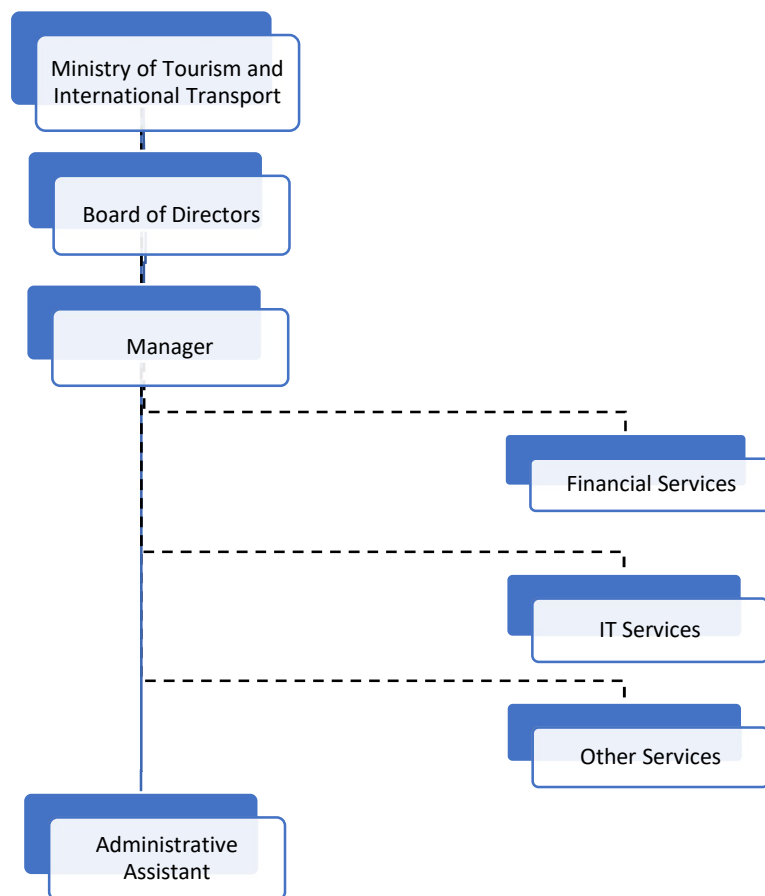 Ministry of Tourism and
International Transport
Board of Directors
Manager
Financial Services
IT Services
Other Services
Administrative
Assistant